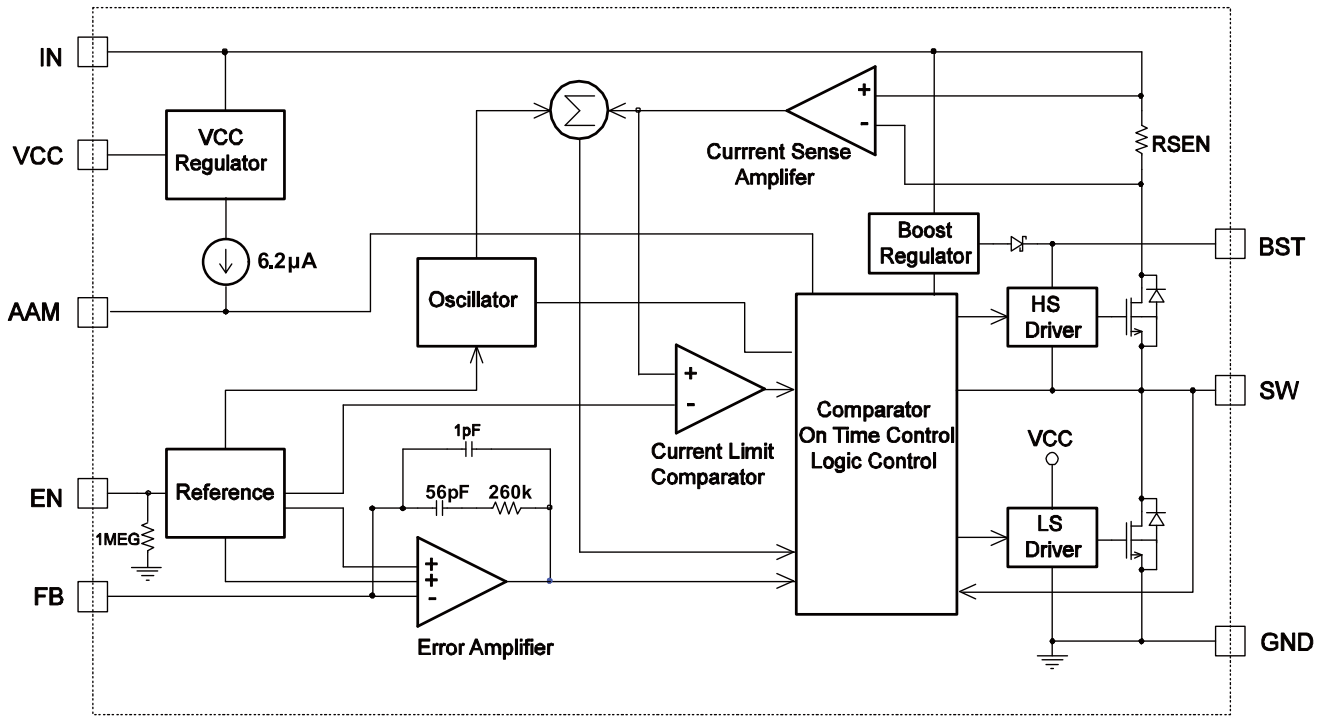 IN
VCC
Regulator
VCC
6.2µA
AAM
Σ
+
-
Currrent Sense
Amplifer
RSEN
Boost
Regulator
BST
Oscillator
HS
Driver
+
-
Current Limit
Comparator
Comparator
On Time Control
Logic Control
SW
VCC
LS
Driver
GND
EN
Reference
1MEG
1pF
56pF
260k
FB
+
+
-
Error Amplifier